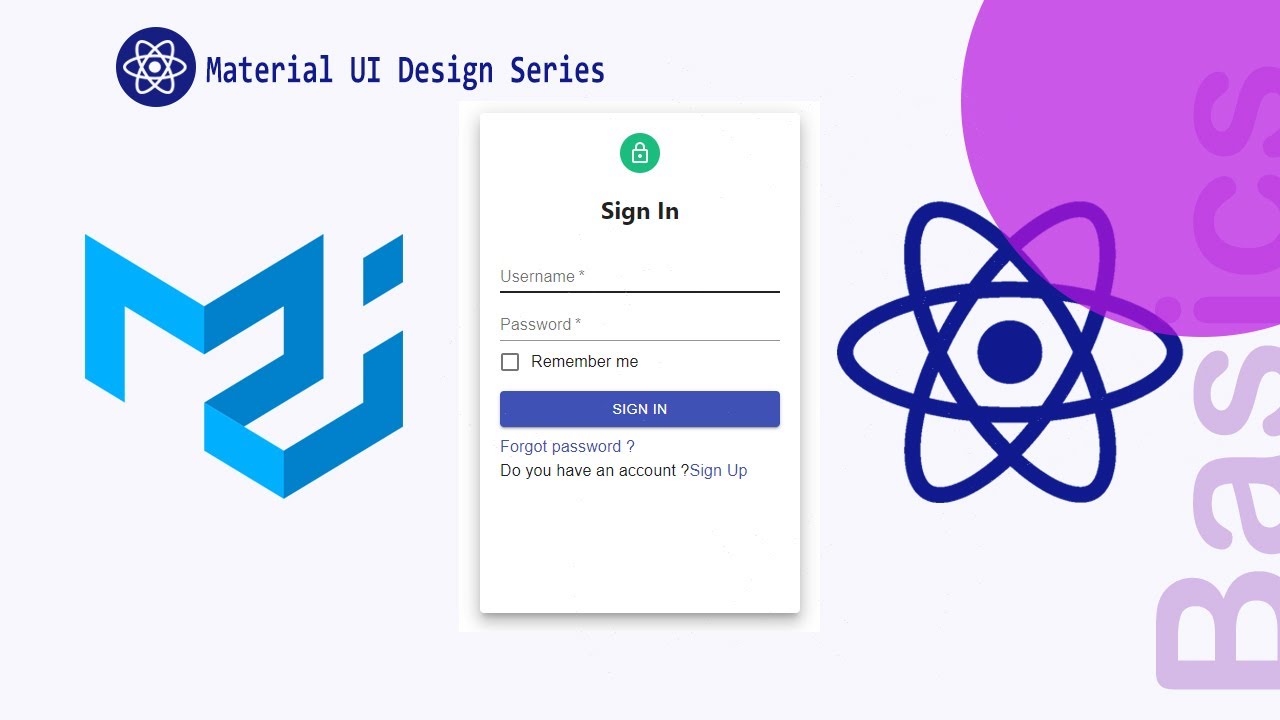 Material UI Design Series
Sign In
Username *
Password *
Remember me
SIGN IN
Forgot password ?
Do you have an account ?Sign Up
Basics